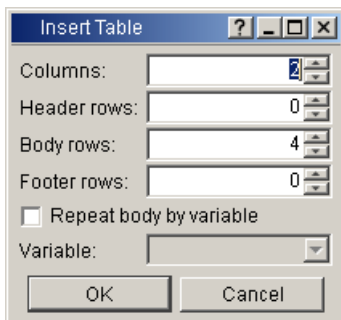 Insert Table ?
Columns: 2
Header rows: 0
Body rows: 4
Footer rows: 0
Repeat body by variable
Variable:
OK Cancel